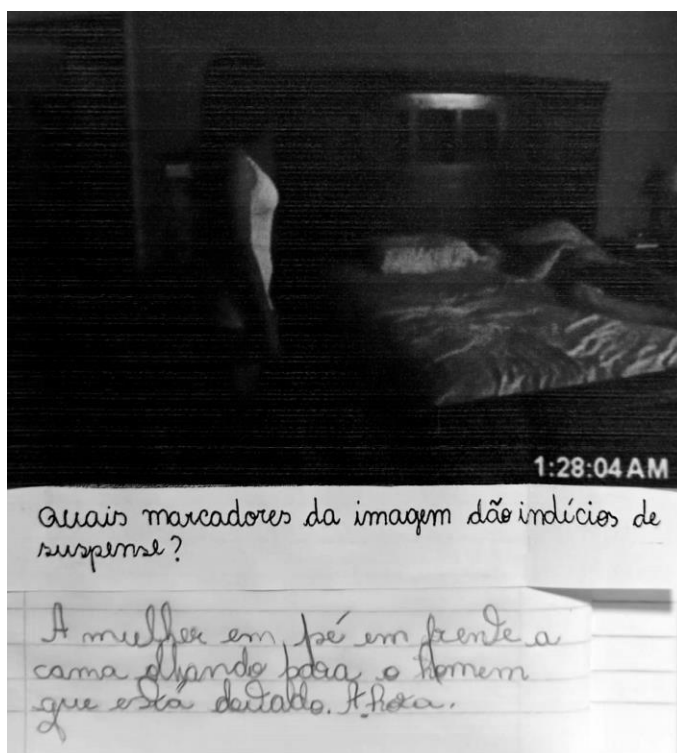 1:28:04 AM
Quais marcadores da imagem dão indícios de
suspense?
A mulher em pé em frente a
cama olhando para o homem
que está deitado. A hora.